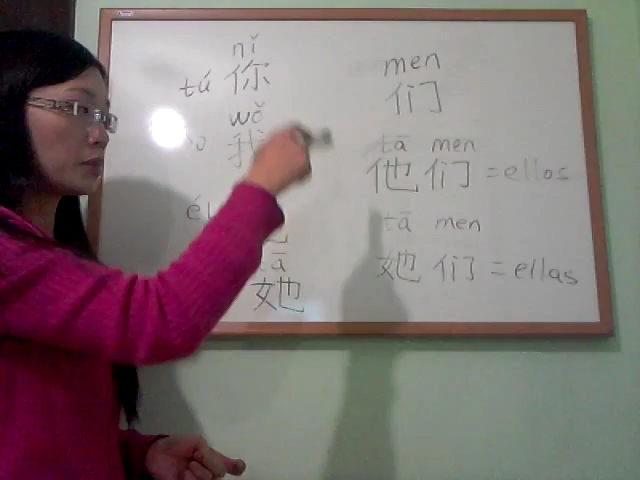 nǐ
tú 你
wǒ
我
tā
她
men
们
tā men
他们 = ellos
tā men
她们 = ellas